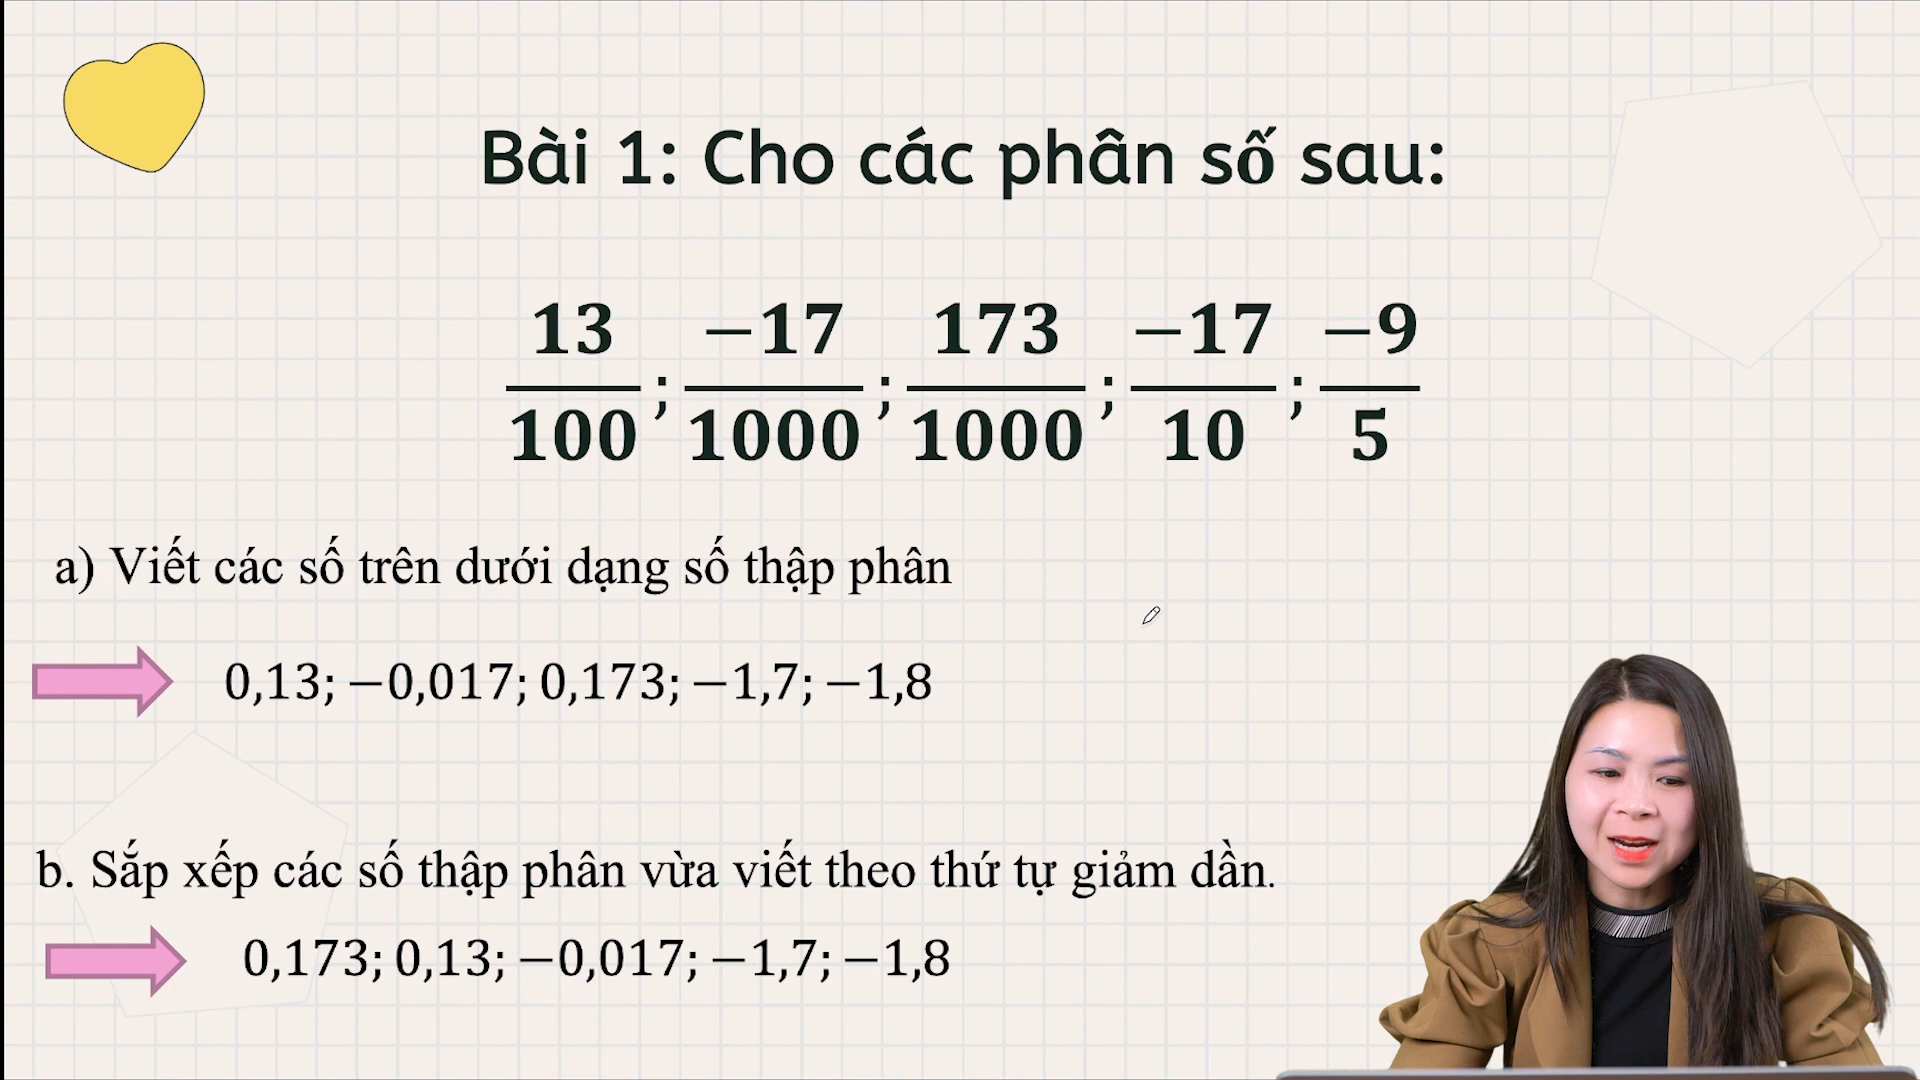 Bài 1: Cho các phân số sau:
13/100; −17/1000; 173/1000; −17/10; −9/5
a) Viết các số trên dưới dạng số thập phân
0,13; −0,017; 0,173; −1,7; −1,8
b. Sắp xếp các số thập phân vừa viết theo thứ tự giảm dần.
0,173; 0,13; −0,017; −1,7; −1,8